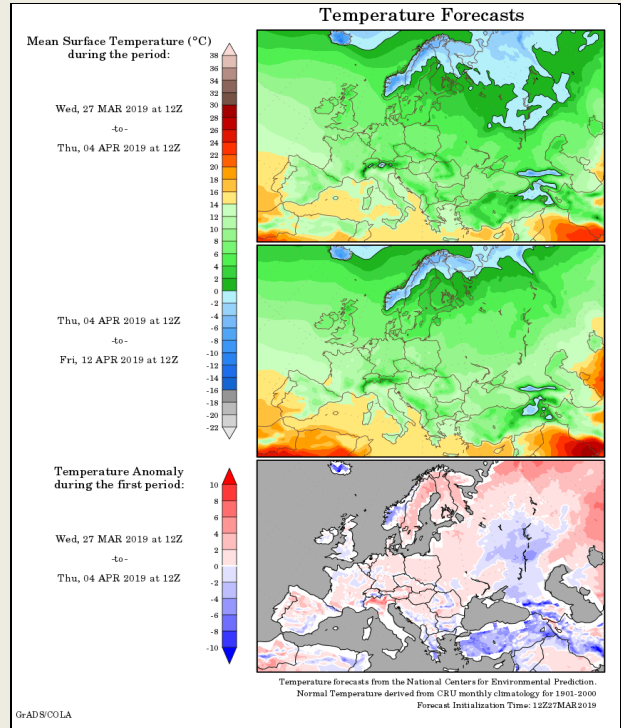 Temperature Forecasts
Mean Surface Temperature (°C)
during the period:
Wed, 27 MAR 2019 at 12Z
-to-
Thu, 04 APR 2019 at 12Z
38
36
34
32
30
28
26
24
22
20
18
16
14
12
10
8
6
4
2
0
-2
-4
-6
-8
-10
-12
-14
-16
-18
-20
-22
Thu, 04 APR 2019 at 12Z
-to-
Fri, 12 APR 2019 at 12Z
Temperature Anomaly
during the first period:
Wed, 27 MAR 2019 at 12Z
-to-
Thu, 04 APR 2019 at 12Z
10
8
6
4
2
0
-2
-4
-6
-8
-10
Temperature forecasts from the National Centers for Environmental Prediction.
Normal Temperature derived from CRU monthly climatology for 1901-2000
Forecast Initialization Time: 12Z27MAR2019
GrADS/COLA